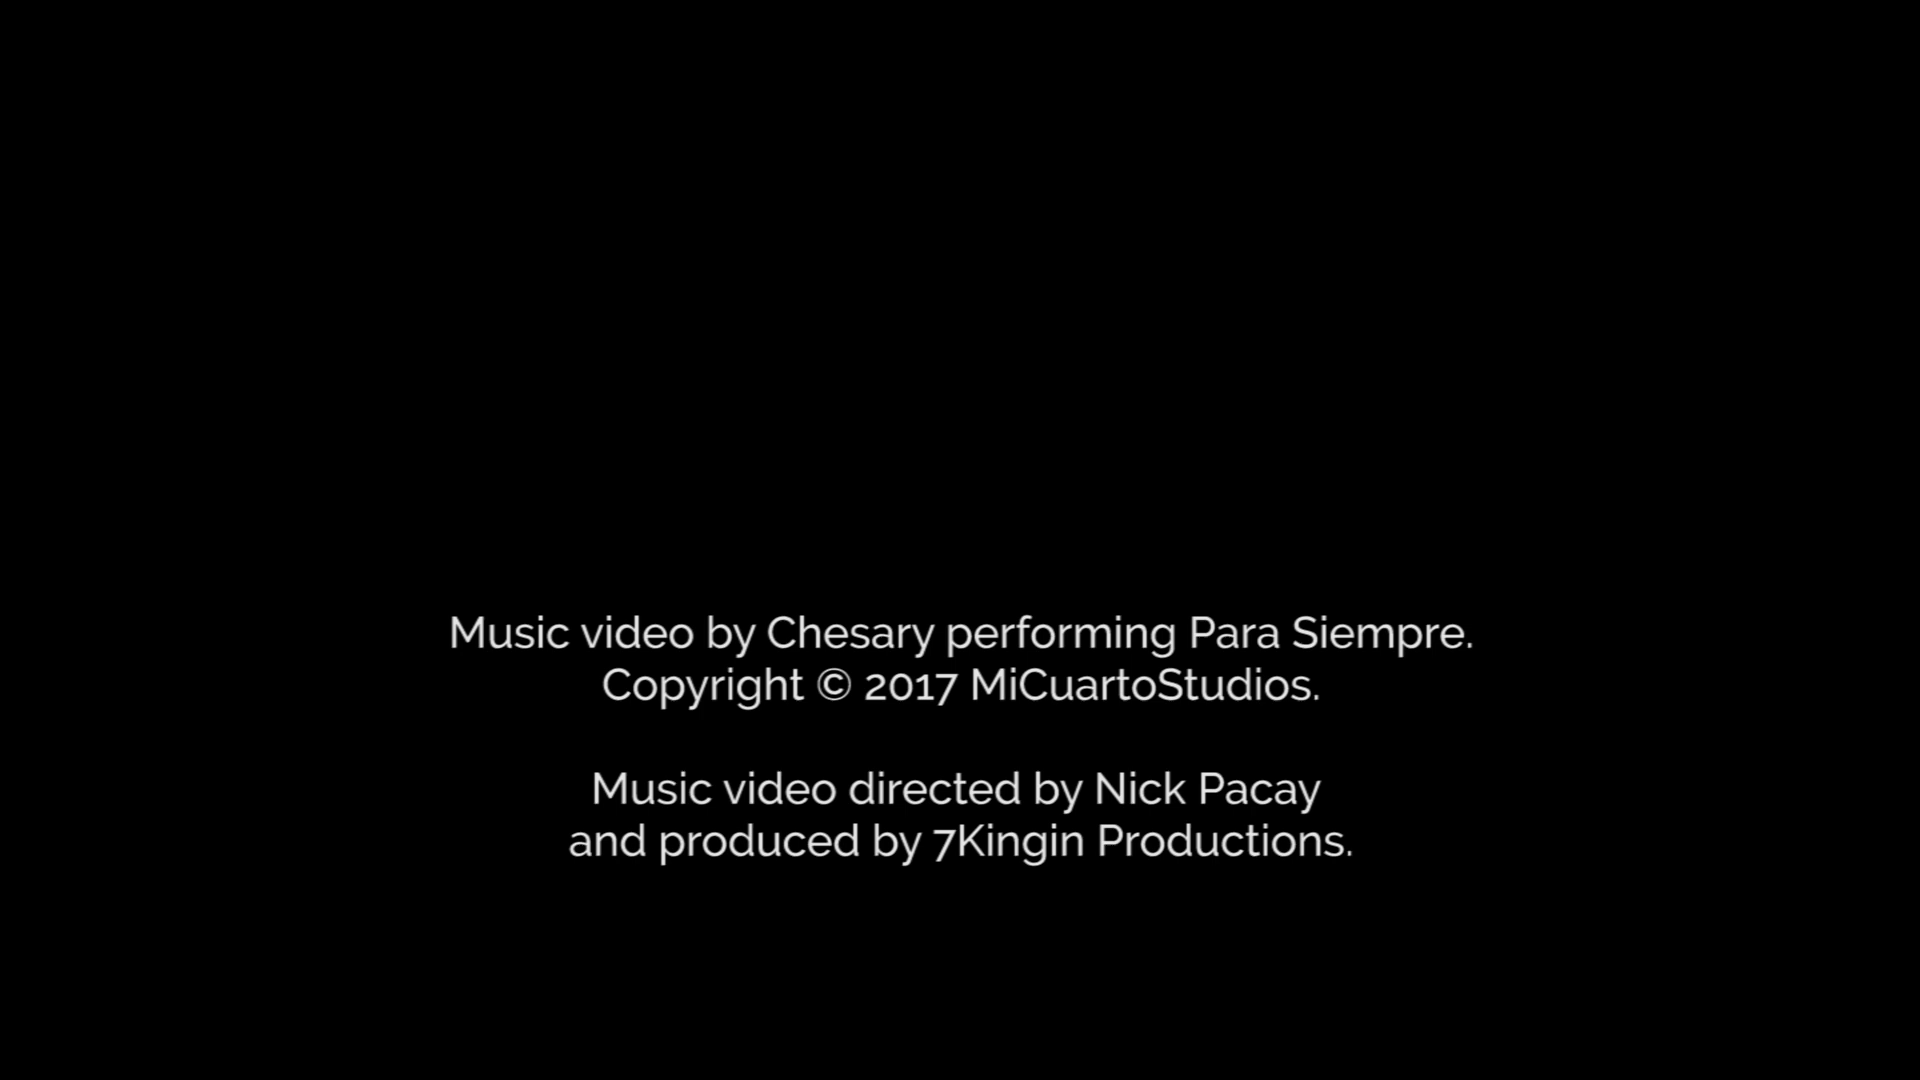 Music video by Chesary performing Para Siempre.
Copyright © 2017 MiCuartoStudios.
Music video directed by Nick Pacay
and produced by 7Kingin Productions.